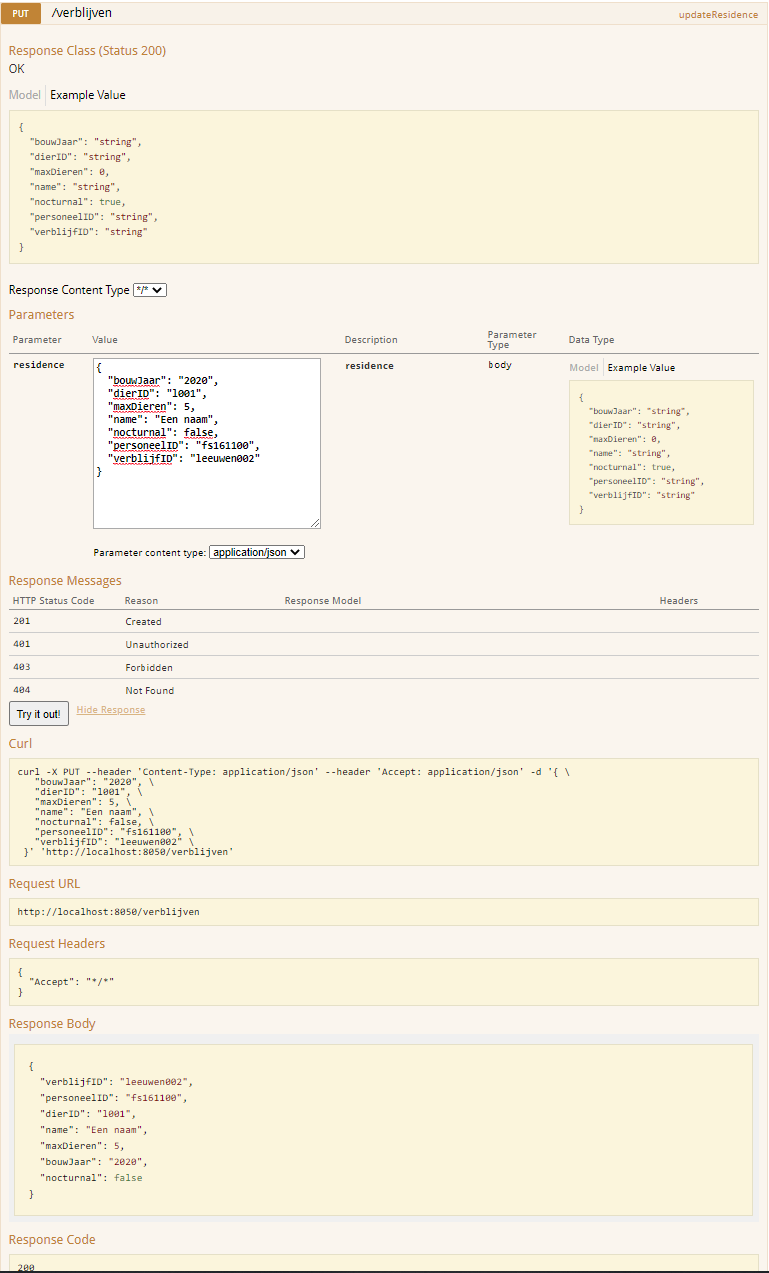 PUT /verblijven updateResidence
Response Class (Status 200)
OK
Model Example Value
{
  "bouwJaar": "string",
  "dierID": "string",
  "maxDieren": 0,
  "name": "string",
  "nocturnal": true,
  "personeelID": "string",
  "verblijfID": "string"
}
Response Content Type */*
Parameters
Parameter Value Description Parameter Type Data Type
residence
{
  "bouwJaar": "2020",
  "dierID": "l001",
  "maxDieren": 5,
  "name": "Een naam",
  "nocturnal": false,
  "personeelID": "fs161100",
  "verblijfID": "leeuwen002"
}
Parameter content type: application/json
residence
body
Model Example Value
{
  "bouwJaar": "string",
  "dierID": "string",
  "maxDieren": 0,
  "name": "string",
  "nocturnal": true,
  "personeelID": "string",
  "verblijfID": "string"
}
Response Messages
HTTP Status Code Reason Response Model Headers
201 Created
401 Unauthorized
403 Forbidden
404 Not Found
Try it out! Hide Response
Curl
curl -X PUT --header 'Content-Type: application/json' --header 'Accept: application/json' -d '{ \
   "bouwJaar": "2020", \
   "dierID": "l001", \
   "maxDieren": 5, \
   "name": "Een naam", \
   "nocturnal": false, \
   "personeelID": "fs161100", \
   "verblijfID": "leeuwen002" \
 }' 'http://localhost:8050/verblijven'
Request URL
http://localhost:8050/verblijven
Request Headers
{
  "Accept": "*/*"
}
Response Body
{
  "verblijfID": "leeuwen002",
  "personeelID": "fs161100",
  "dierID": "l001",
  "name": "Een naam",
  "maxDieren": 5,
  "bouwJaar": "2020",
  "nocturnal": false
}
Response Code
200